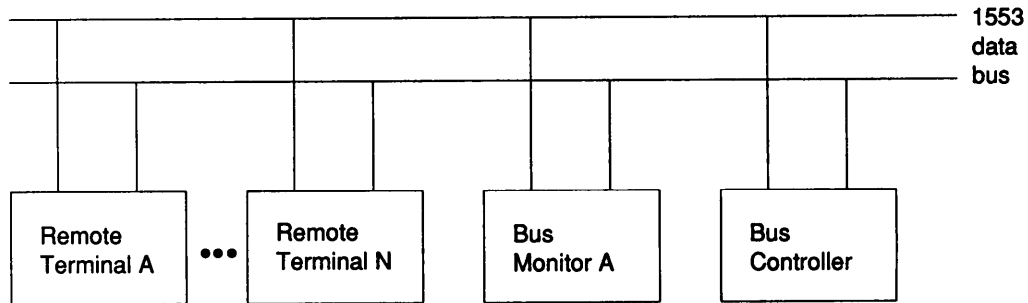 1553
data
bus
Remote
Terminal A
Remote
Terminal N
Bus
Monitor A
Bus
Controller